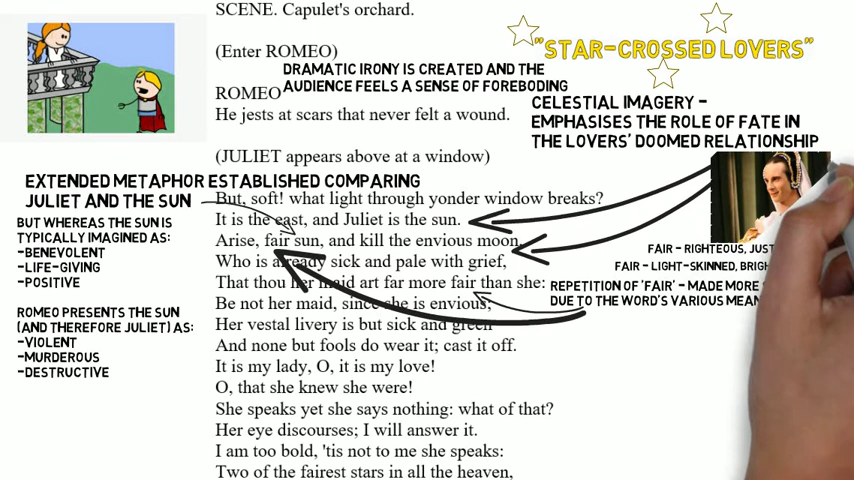 SCENE. Capulet's orchard.
"STAR-CROSSED LOVERS"
(Enter ROMEO)
DRAMATIC IRONY IS CREATED AND THE
AUDIENCE FEELS A SENSE OF FOREBODING
ROMEO
He jests at scars that never felt a wound.
CELESTIAL IMAGERY –
EMPHASISES THE ROLE OF FATE IN
THE LOVERS' DOOMED RELATIONSHIP
(JULIET appears above at a window)
EXTENDED METAPHOR ESTABLISHED COMPARING
JULIET AND THE SUN
BUT WHEREAS THE SUN IS
TYPICALLY IMAGINED AS:
-BENEVOLENT
-LIFE-GIVING
-POSITIVE
ROMEO PRESENTS THE SUN
(AND THEREFORE JULIET) AS:
-VIOLENT
-MURDEROUS
-DESTRUCTIVE
But, soft! what light through yonder window breaks?
It is the east, and Juliet is the sun.
Arise, fair sun, and kill the envious moon,
Who is already sick and pale with grief,
That thou her maid art far more fair than she:
Be not her maid, since she is envious;
Her vestal livery is but sick and green
And none but fools do wear it; cast it off.
It is my lady, O, it is my love!
O, that she knew she were!
She speaks yet she says nothing: what of that?
Her eye discourses; I will answer it.
I am too bold, 'tis not to me she speaks:
Two of the fairest stars in all the heaven,
FAIR – RIGHTEOUS, JUST
FAIR – LIGHT-SKINNED,
REPETITION OF 'FAIR' – MADE MORE
DUE TO THE WORD'S VARIOUS